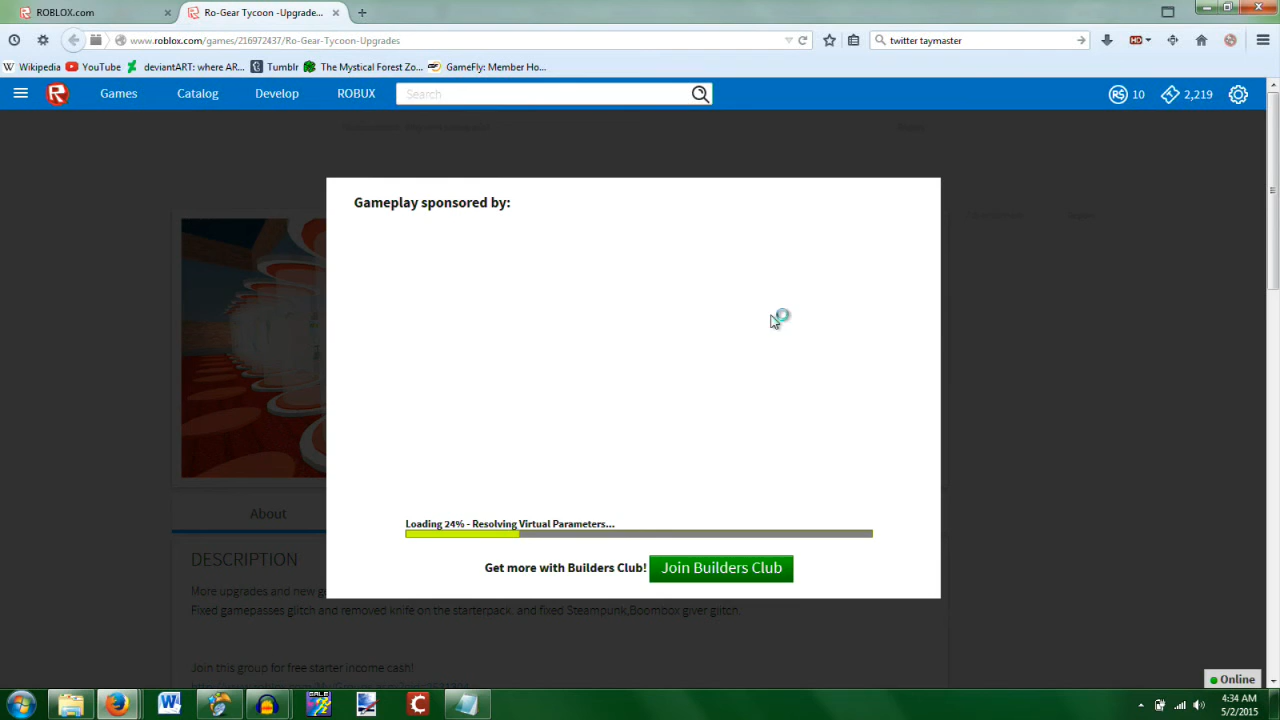 ROBLOX.com
Ro-Gear Tycoon -Upgrade...
www.roblox.com/games/216972437/Ro-Gear-Tycoon-Upgrades
twitter taymaster
Wikipedia YouTube deviantART: where AR... Tumblr The Mystical Forest Zo... GameFly: Member Ho...
Games Catalog Develop ROBUX Search R$ 10 2,219
Gameplay sponsored by:
Loading 24% - Resolving Virtual Parameters...
Get more with Builders Club! Join Builders Club
About
DESCRIPTION
More upgrades and new g
Fixed gamepasses glitch and removed knife on the starterpack. and fixed Steampunk,Boombox giver glitch
Join this group for free starter income cash!
Online
4:34 AM
5/2/2015